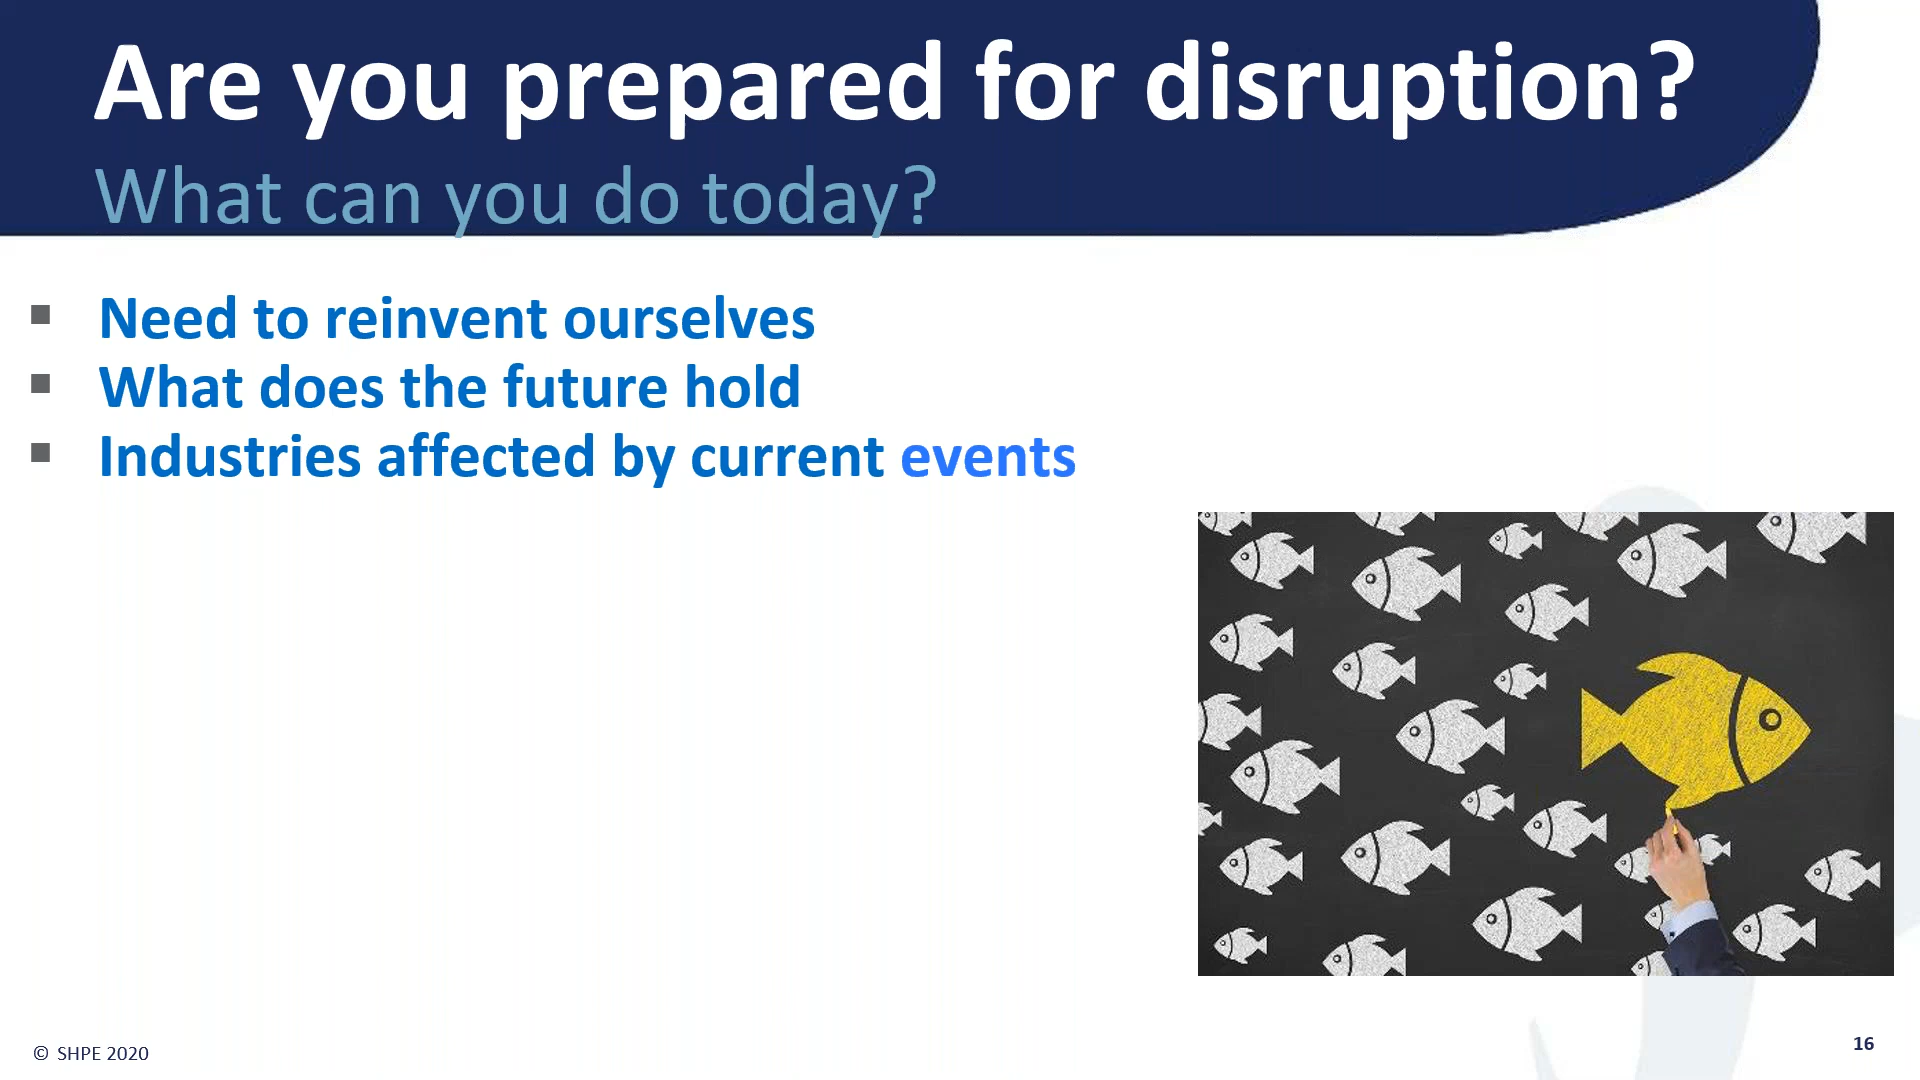 Are you prepared for disruption?
What can you do today?
▪ Need to reinvent ourselves
▪ What does the future hold
▪ Industries affected by current events
© SHPE 2020
16